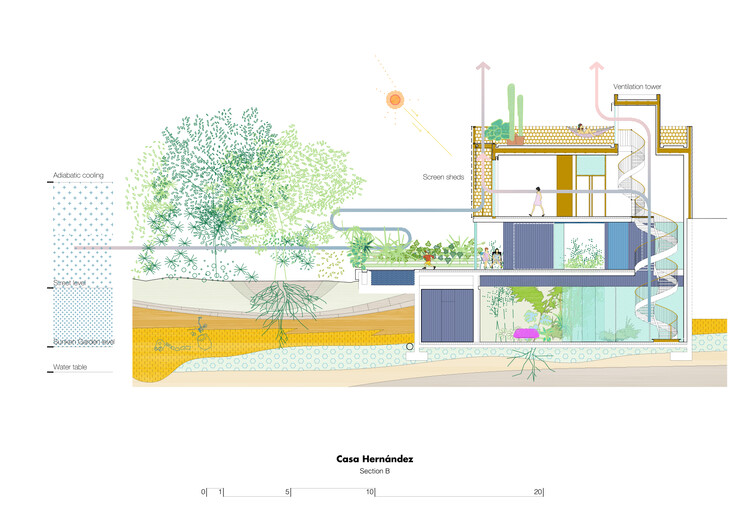 Ventilation tower
Adiabatic cooling
Screen sheds
Street level
Sunken Garden level
Water table
Casa Hernández
Section B
0 1 5 10 20